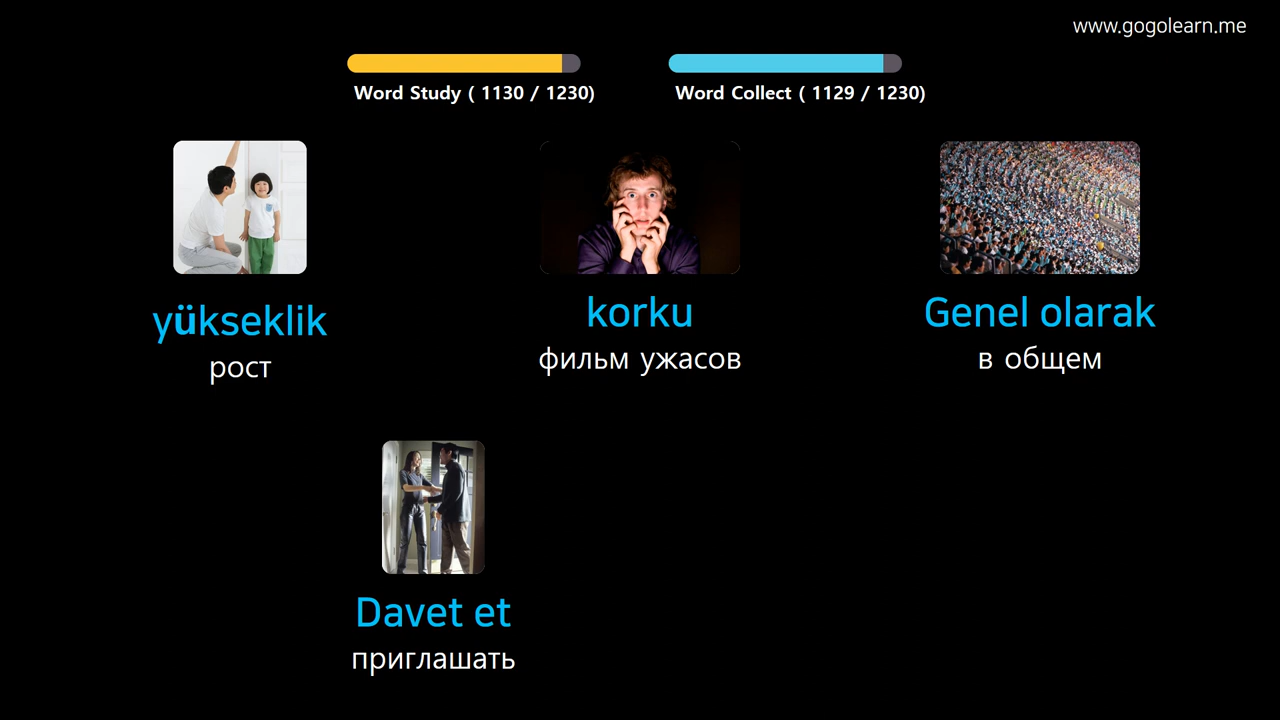 www.gogolearn.me
Word Study ( 1130 / 1230)
Word Collect ( 1129 / 1230)
yükseklik
рост
korku
фильм ужасов
Genel olarak
в общем
Davet et
приглашать